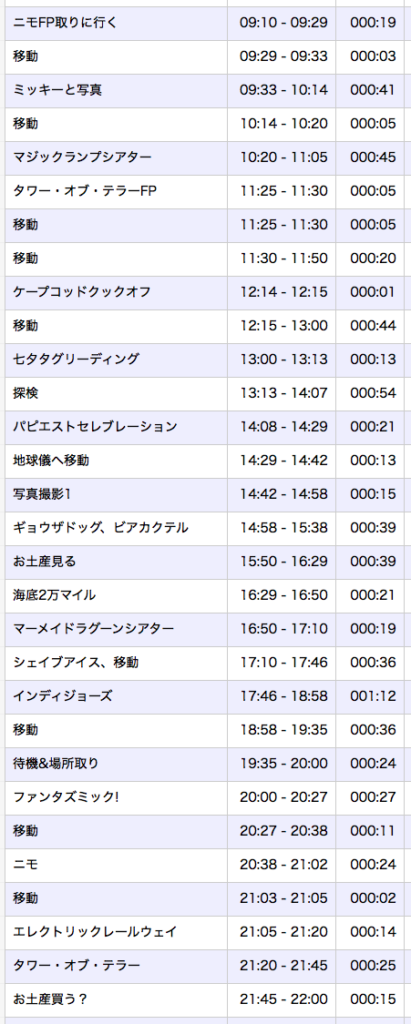 ニモFP取りに行く 09:10 - 09:29 000:19
移動 09:29 - 09:33 000:03
ミッキーと写真 09:33 - 10:14 000:41
移動 10:14 - 10:20 000:05
マジックランプシアター 10:20 - 11:05 000:45
タワー・オブ・テラーFP 11:25 - 11:30 000:05
移動 11:25 - 11:30 000:05
移動 11:30 - 11:50 000:20
ケープコッドクックオフ 12:14 - 12:15 000:01
移動 12:15 - 13:00 000:44
七夕タグリーディング 13:00 - 13:13 000:13
探検 13:13 - 14:07 000:54
パピエストセレブレーション 14:08 - 14:29 000:21
地球儀へ移動 14:29 - 14:42 000:13
写真撮影1 14:42 - 14:58 000:15
ギョウザドッグ、ビアカクテル 14:58 - 15:38 000:39
お土産見る 15:50 - 16:29 000:39
海底2万マイル 16:29 - 16:50 000:21
マーメイドラグーンシアター 16:50 - 17:10 000:19
シェイブアイス、移動 17:10 - 17:46 000:36
インディジョーズ 17:46 - 18:58 001:12
移動 18:58 - 19:35 000:36
待機&場所取り 19:35 - 20:00 000:24
ファンタズミック! 20:00 - 20:27 000:27
移動 20:27 - 20:38 000:11
ニモ 20:38 - 21:02 000:24
移動 21:03 - 21:05 000:02
エレクトリックレールウェイ 21:05 - 21:20 000:14
タワー・オブ・テラー 21:20 - 21:45 000:25
お土産買う？ 21:45 - 22:00 000:15